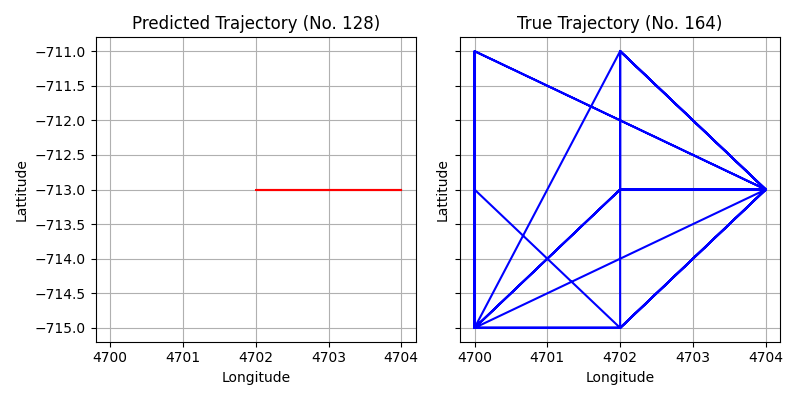 Predicted Trajectory (No. 128)
True Trajectory (No. 164)
−711.0
−711.5
−712.0
−712.5
−713.0
−713.5
−714.0
−714.5
−715.0
Lattitude
Lattitude
4700 4701 4702 4703 4704
4700 4701 4702 4703 4704
Longitude
Longitude